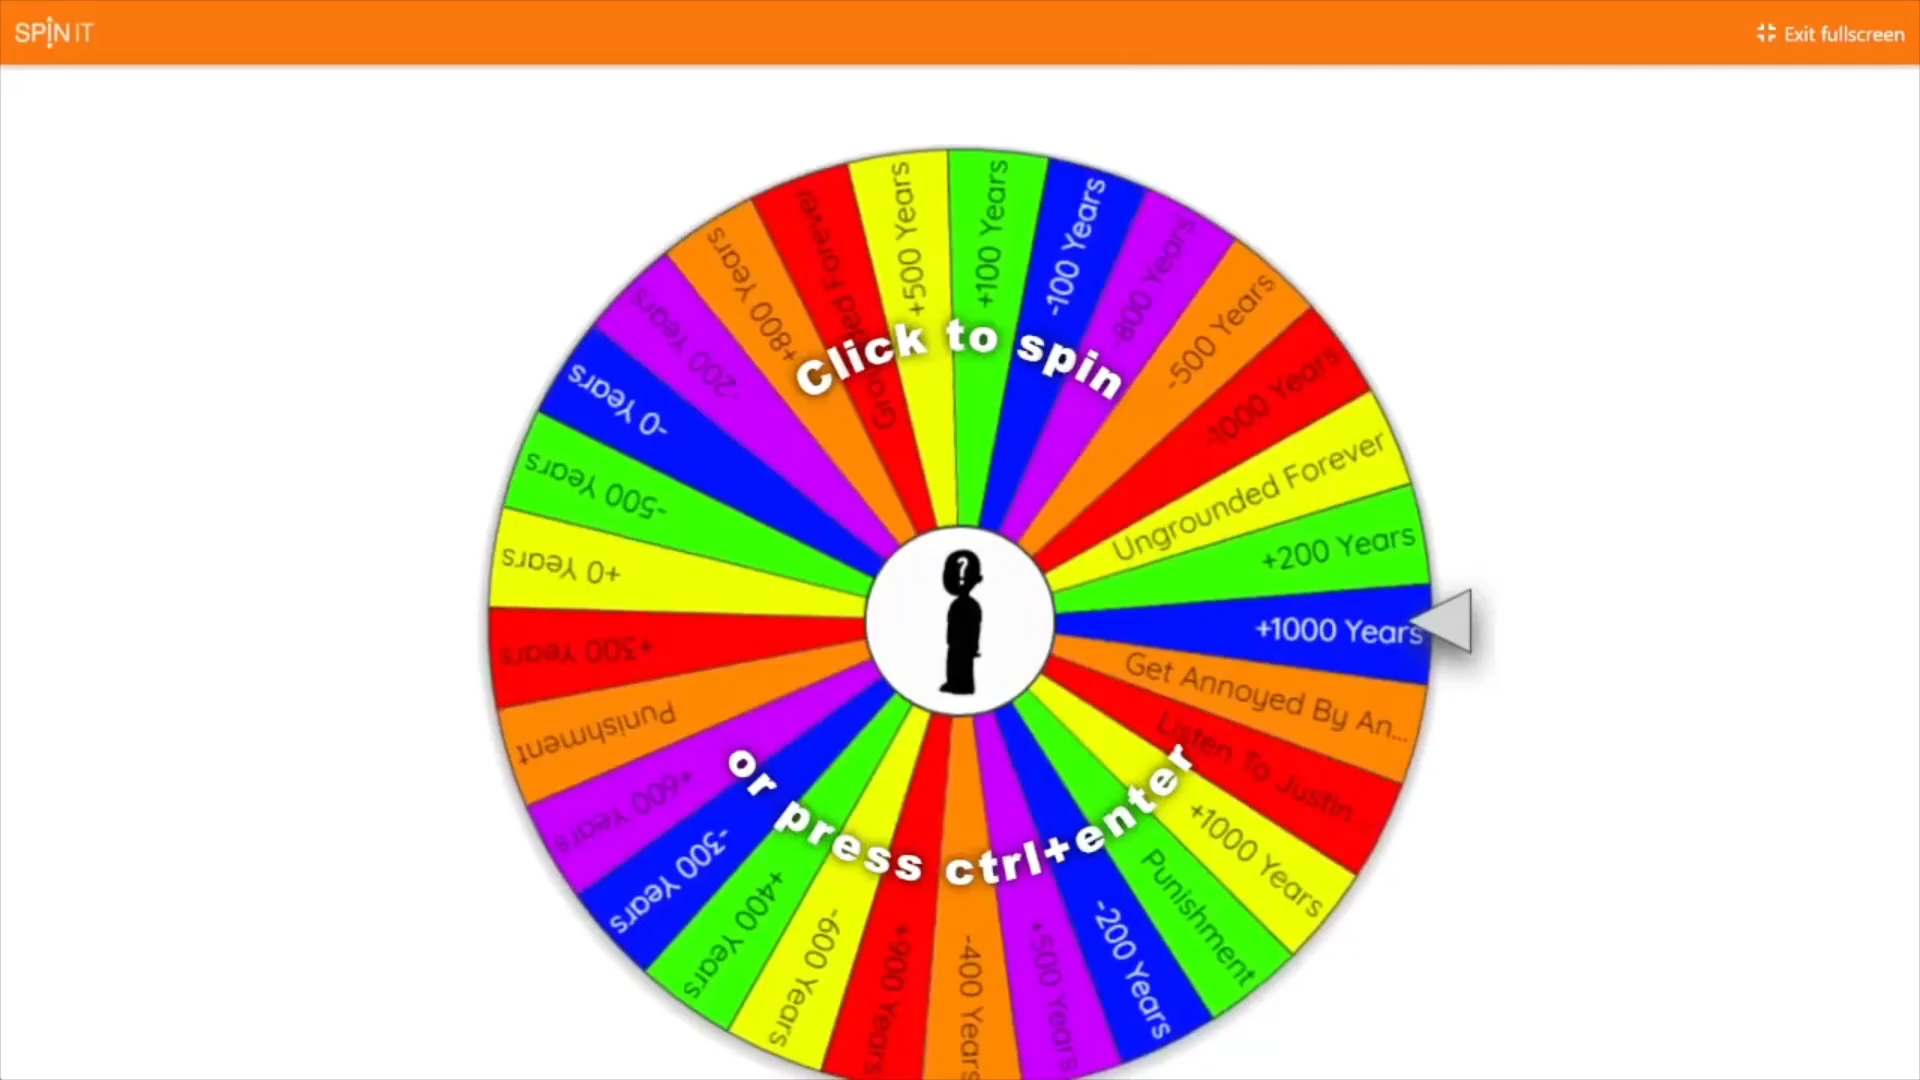 SPIN IT
Exit fullscreen
Click to spin
or press ctrl+enter
?
+100 Years
-100 Years
-800 Years
-500 Years
-1000 Years
Ungrounded Forever
+200 Years
+1000 Years
Get Annoyed By An...
Listen To Justin ...
+1000 Years
Punishment
-200 Years
+500 Years
-400 Years
+900 Years
-600 Years
+400 Years
-300 Years
+600 Years
Punishment
+300 Years
+0 Years
-500 Years
-0 Years
-200 Years
+800 Years
Grounded Forever
+500 Years